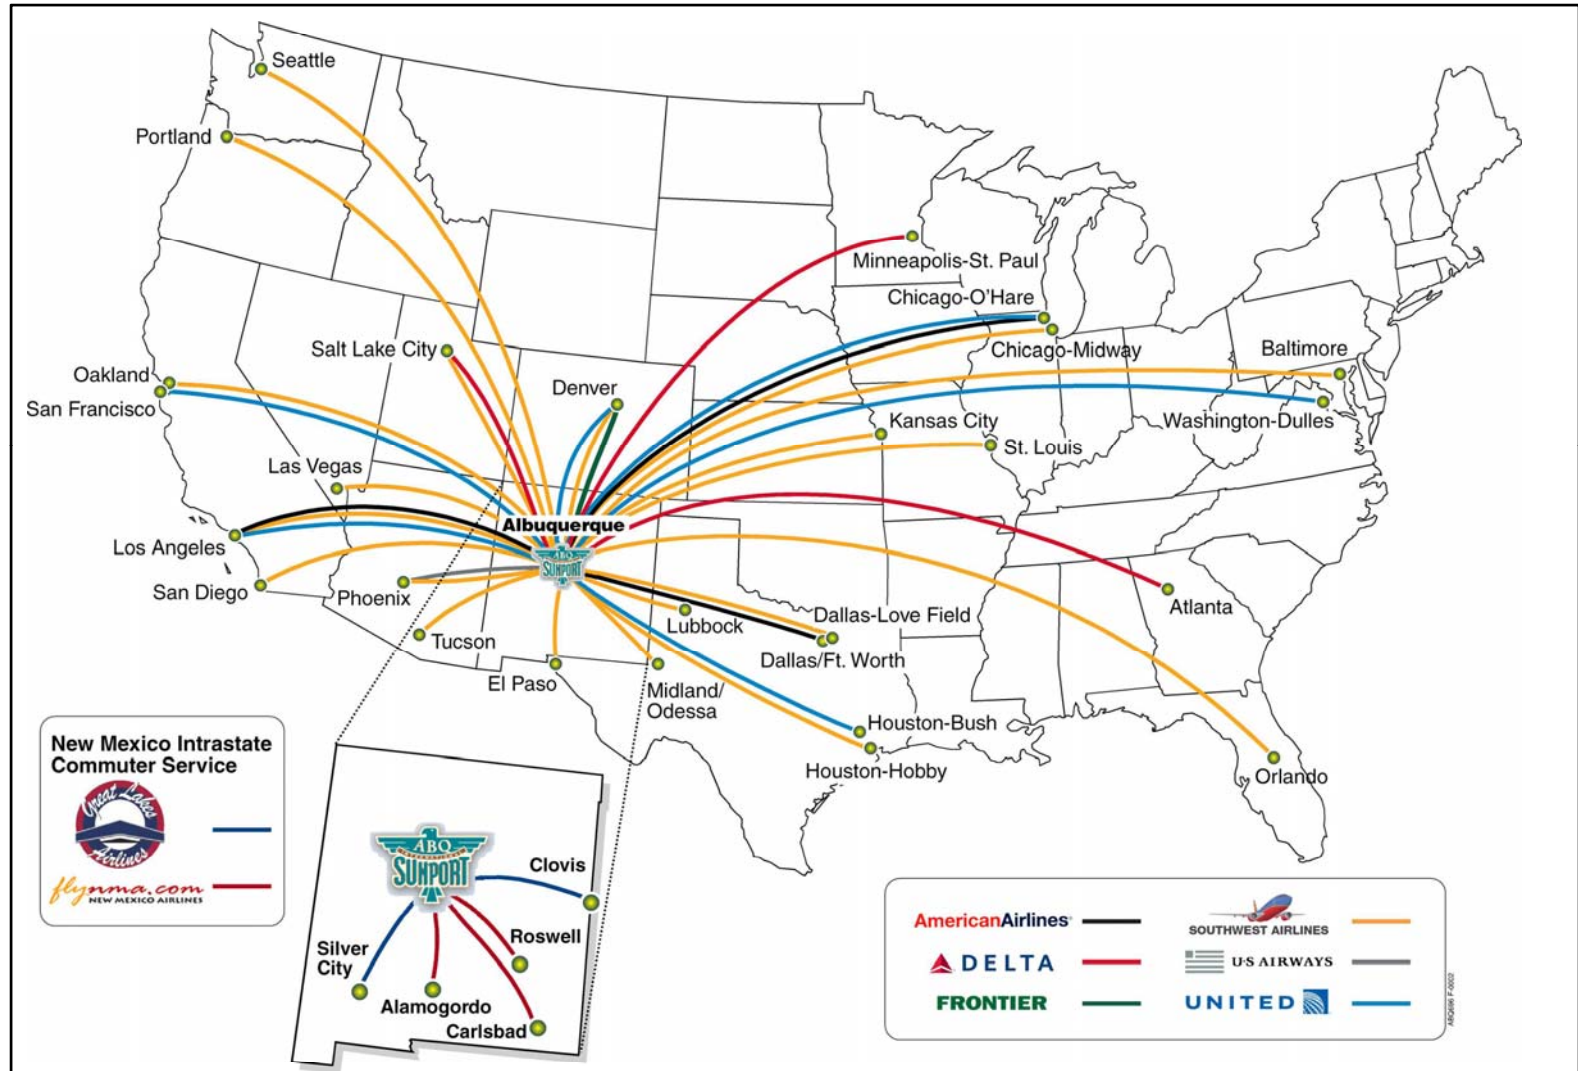 Seattle
Portland
Minneapolis-St. Paul
Chicago-O'Hare
Chicago-Midway
Baltimore
Salt Lake City
Denver
Oakland
San Francisco
Kansas City
Washington-Dulles
St. Louis
Las Vegas
Albuquerque
Los Angeles
ABQ
SUNPORT
San Diego
Phoenix
Lubbock
Dallas-Love Field
Atlanta
Tucson
Dallas/Ft. Worth
El Paso
Midland/
Odessa
Houston-Bush
Houston-Hobby
Orlando
New Mexico Intrastate
Commuter Service
Great Lakes
Airlines
flynma.com
NEW MEXICO AIRLINES
ABQ
INTERNATIONAL
SUNPORT
Clovis
Roswell
Silver
City
Alamogordo
Carlsbad
AmericanAirlines
SOUTHWEST AIRLINES
DELTA
U·S AIRWAYS
FRONTIER
UNITED
ABQ696 F-0002